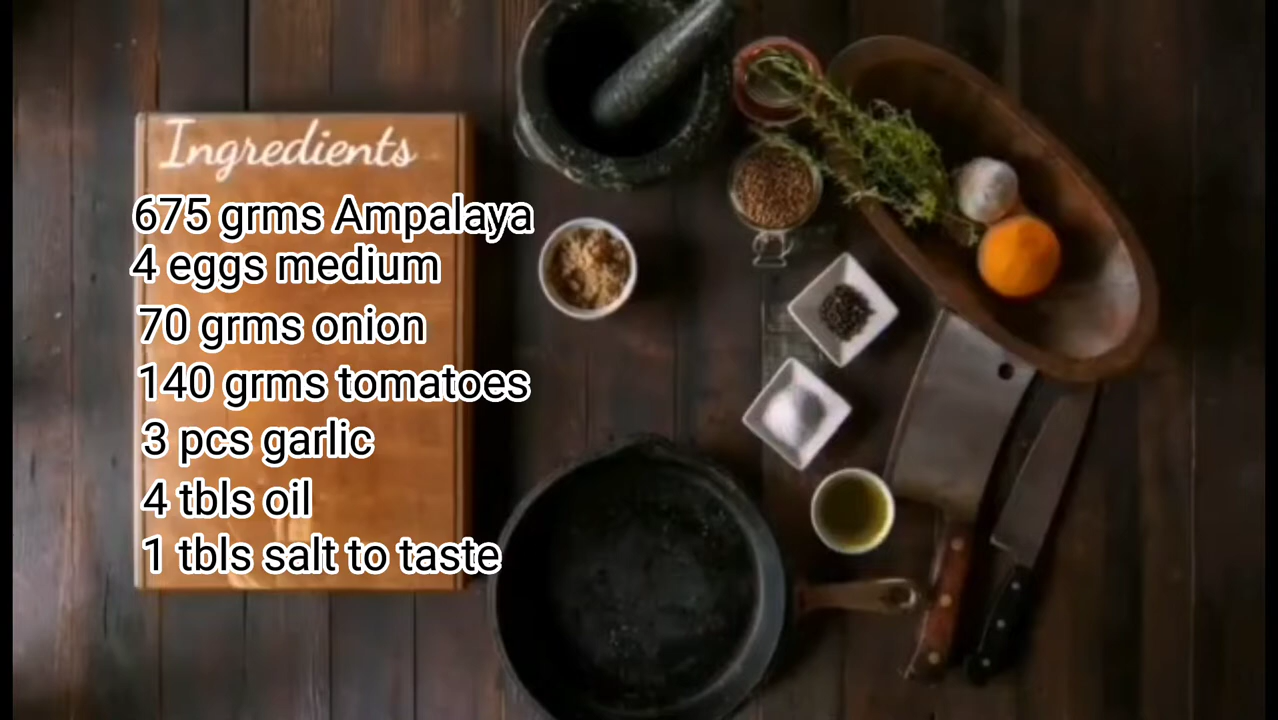 Ingredients
675 grms Ampalaya
4 eggs medium
70 grms onion
140 grms tomatoes
3 pcs garlic
4 tbls oil
1 tbls salt to taste